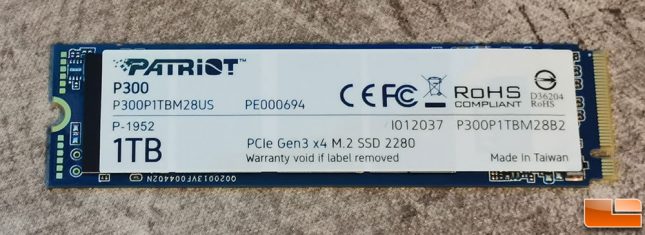 PATRIOT
P300
P300P1TBM28US PE000694
CE FC RoHS COMPLIANT D36204 RoHS
P-1952 I012037 P300P1TBM28B2
1TB PCIe Gen3 x4 M.2 SSD 2280
Warranty void if label removed Made In Taiwan